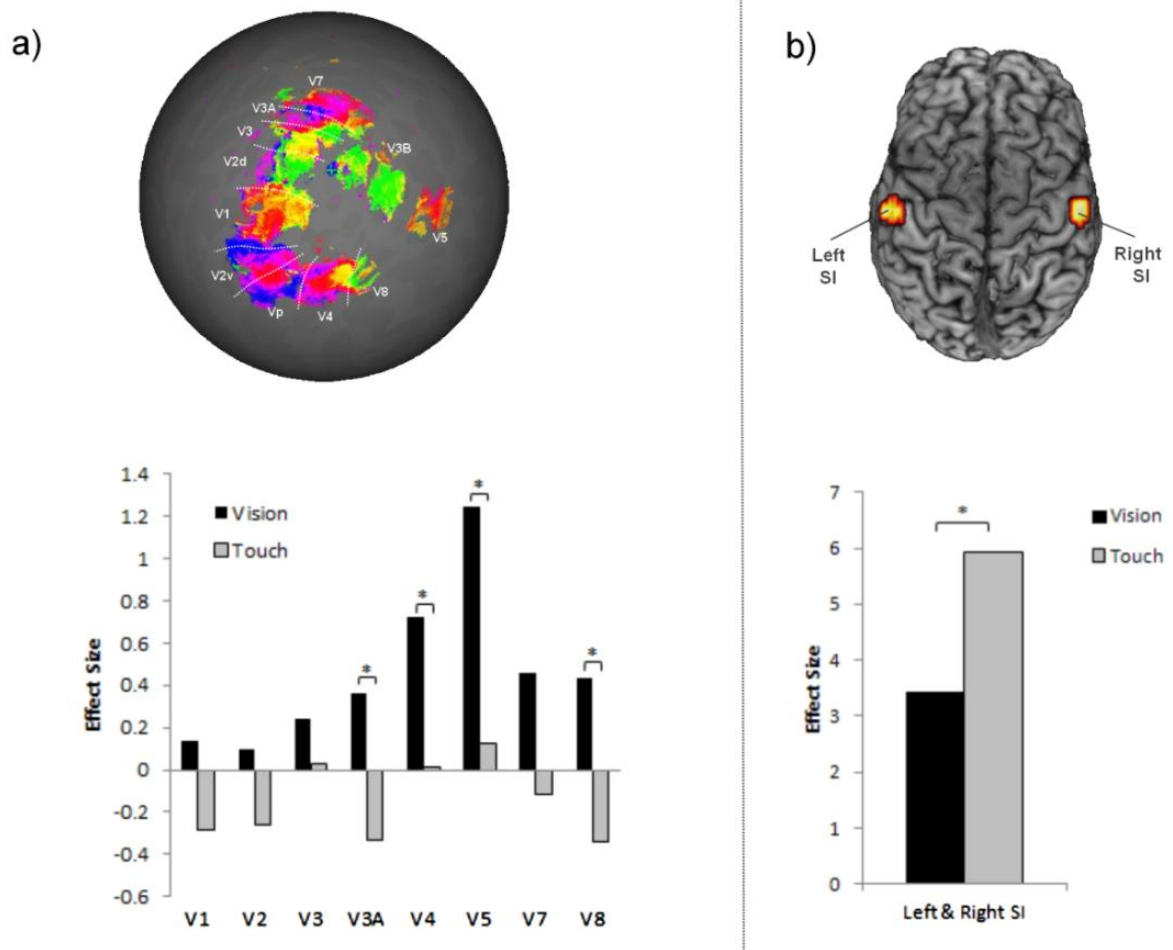 a)
V7
V3A
V3
V3B
V2d
V1
V5
V2v
V8
Vp
V4
1.4
1.2
1
0.8
0.6
0.4
0.2
0
-0.2
-0.4
-0.6
Effect Size
Vision
Touch
*
*
*
*
V1 V2 V3 V3A V4 V5 V7 V8
b)
Left SI
Right SI
7
6
5
4
3
2
1
0
Effect Size
*
Vision
Touch
Left & Right SI